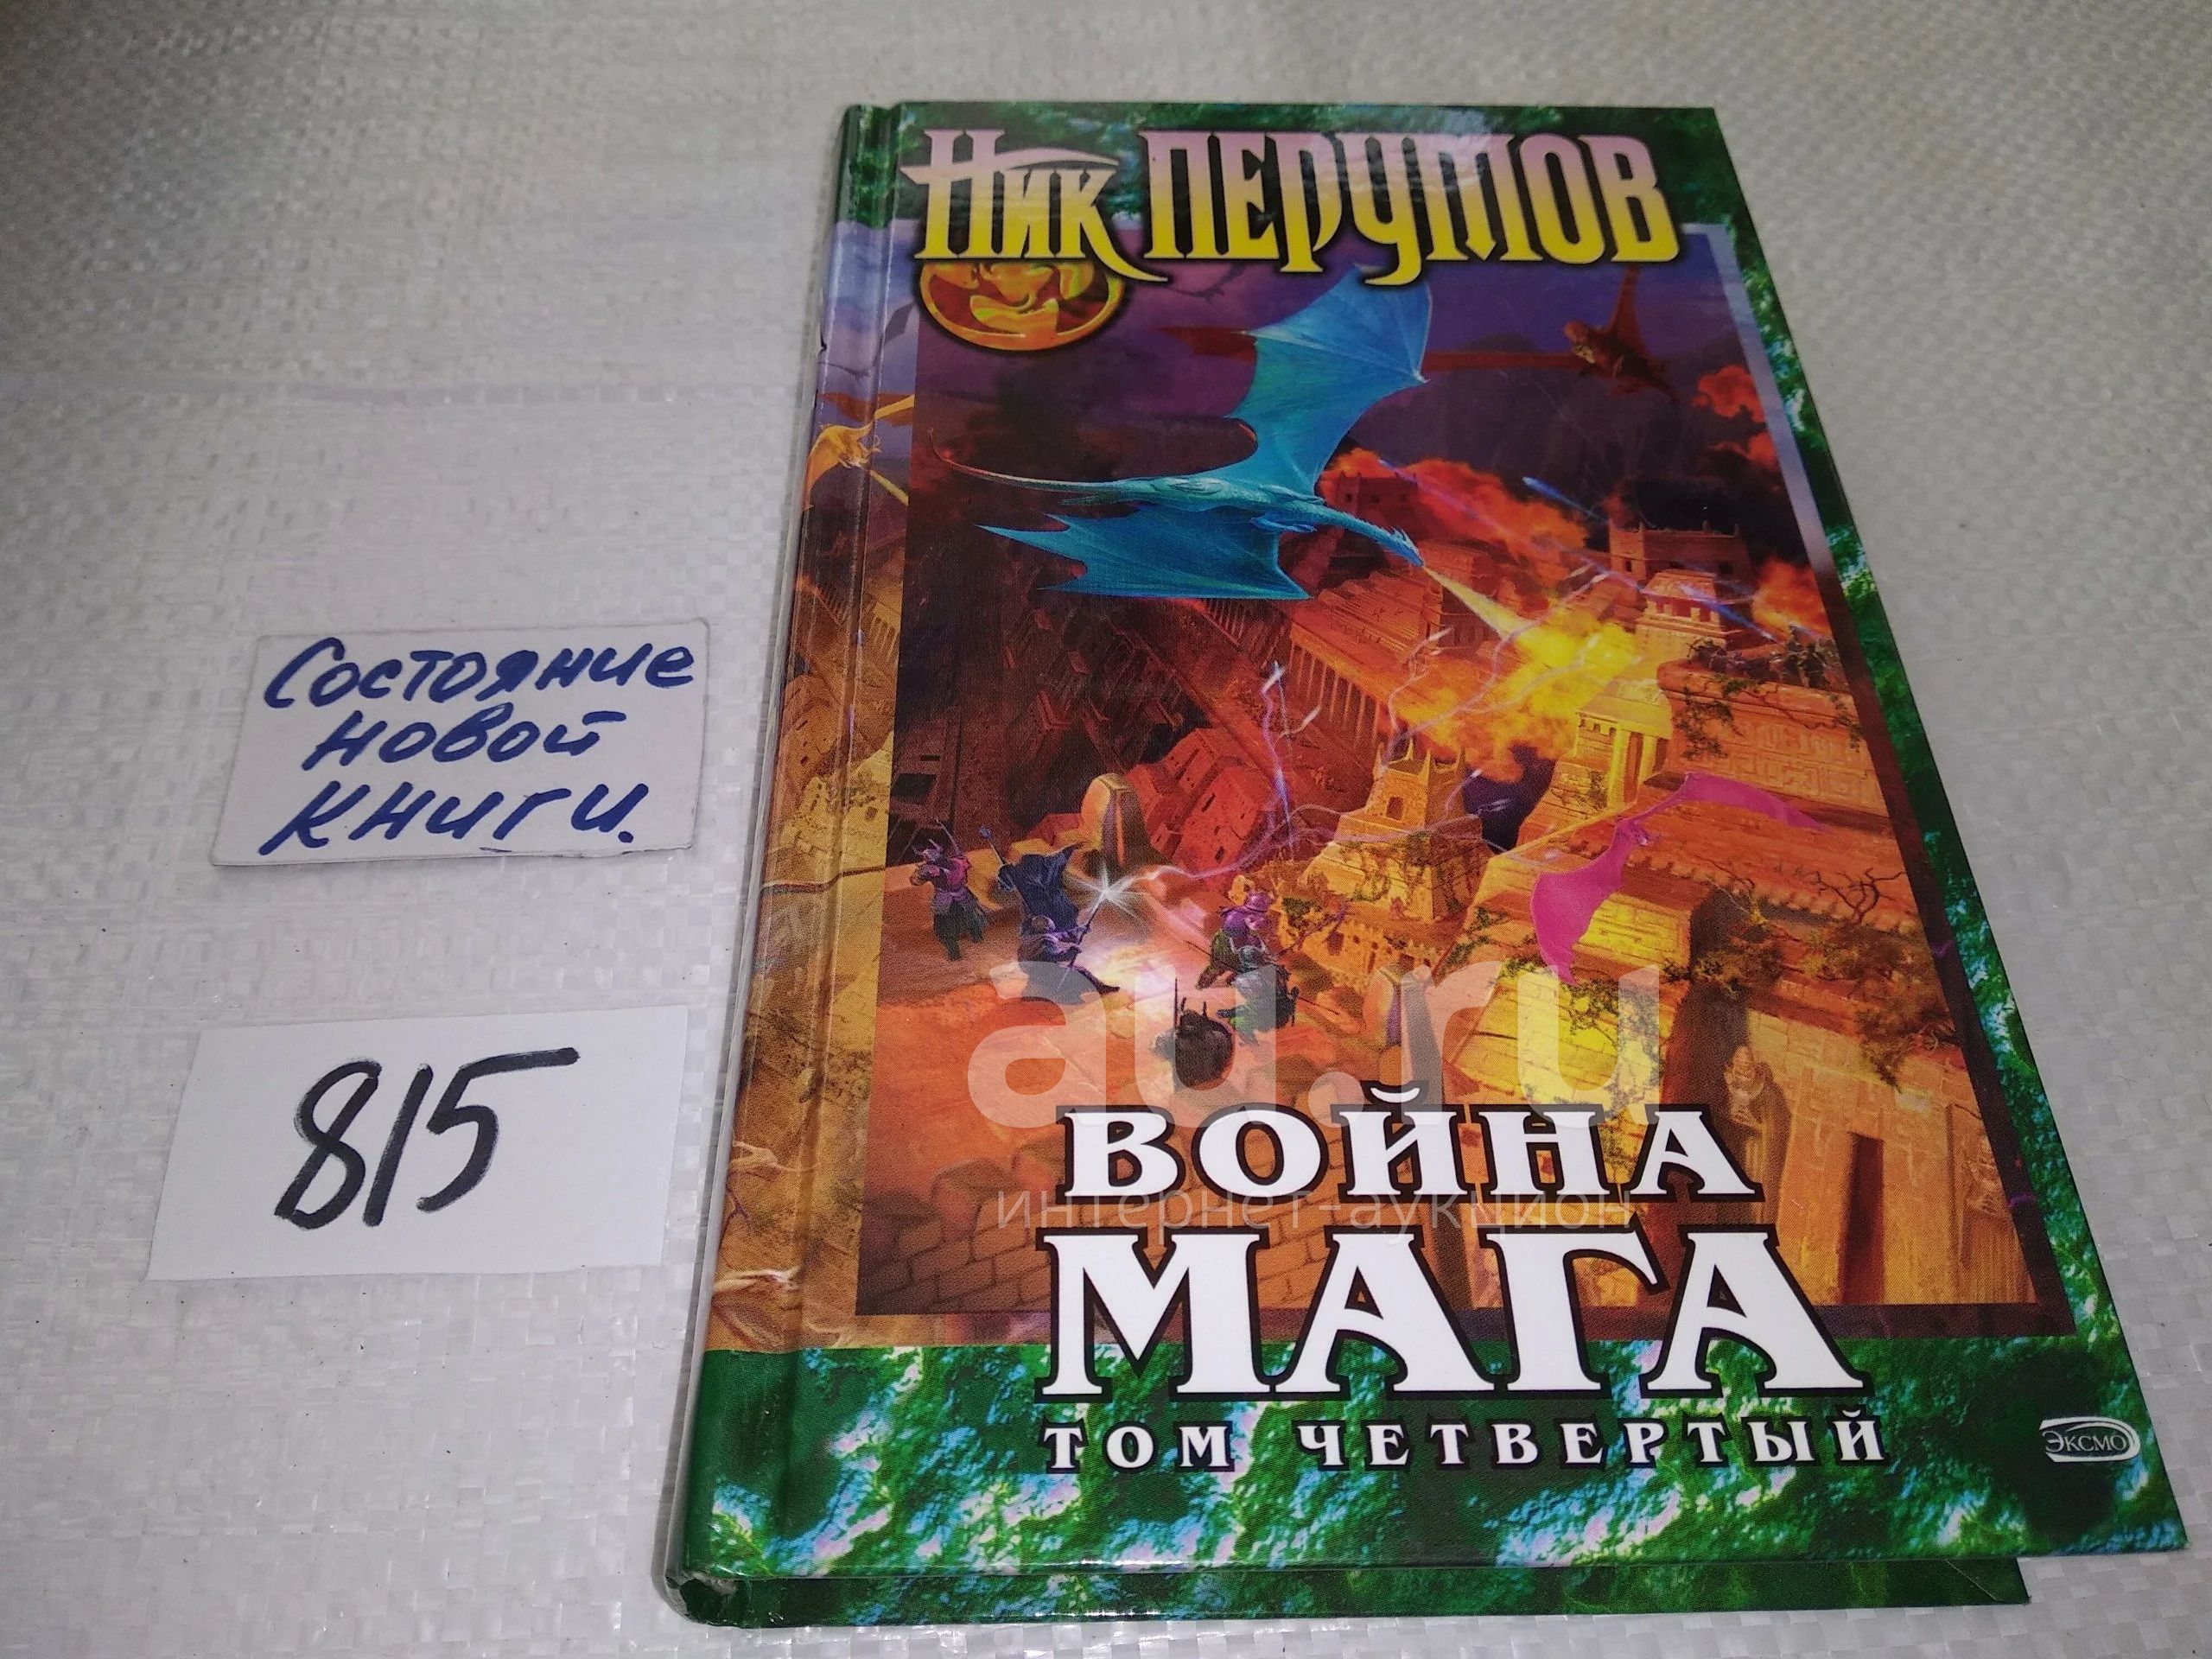 Ник ПЕРУМОВ
Состояние
новой
книги.
815
au.ru
ВОЙНА
интернет-аукцион
МАГА
ТОМ ЧЕТВЕРТЫЙ
ЭКСМО